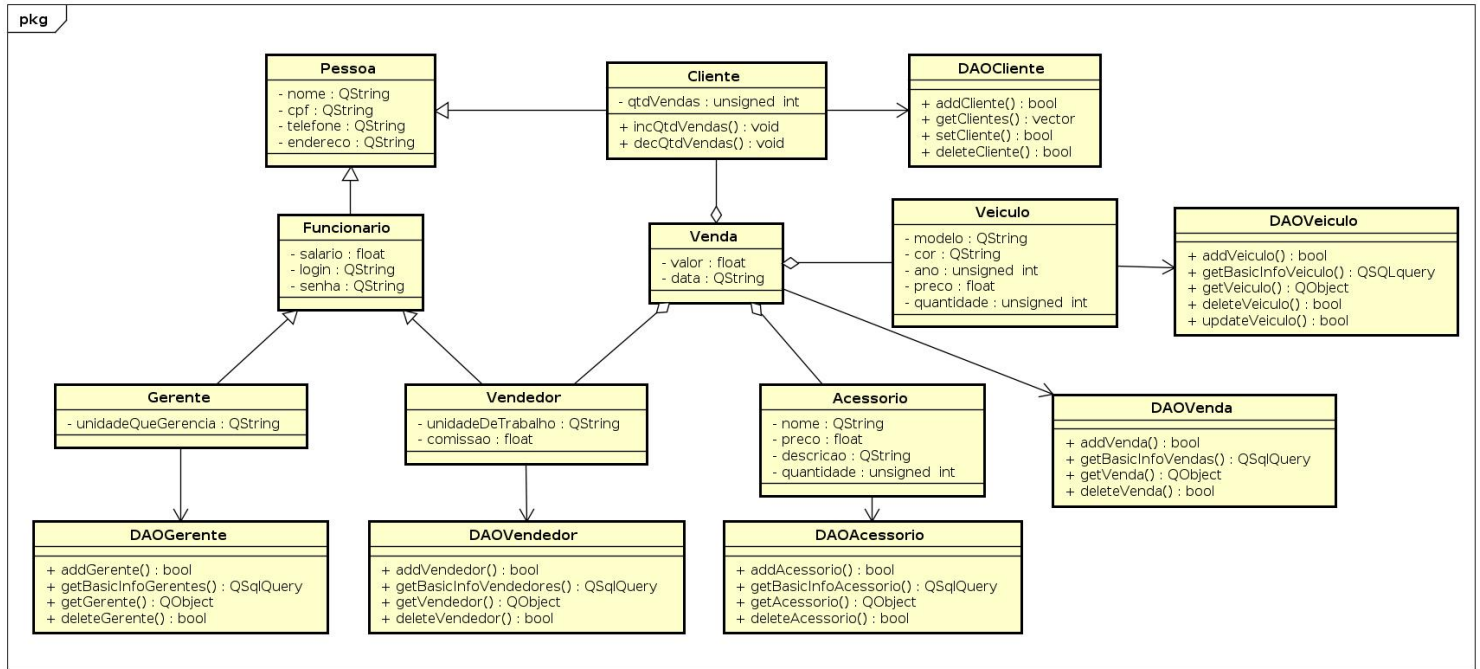 pkg
Pessoa
- nome : QString
- cpf : QString
- telefone : QString
- endereco : QString
Cliente
- qtdVendas : unsigned int
+ incQtdVendas() : void
+ decQtdVendas() : void
DAOCliente
+ addCliente() : bool
+ getClientes() : vector
+ setCliente() : bool
+ deleteCliente() : bool
Funcionario
- salario : float
- login : QString
- senha : QString
Venda
- valor : float
- data : QString
Veiculo
- modelo : QString
- cor : QString
- ano : unsigned int
- preco : float
- quantidade : unsigned int
DAOVeiculo
+ addVeiculo() : bool
+ getBasicInfoVeiculo() : QSQLquery
+ getVeiculo() : QObject
+ deleteVeiculo() : bool
+ updateVeiculo() : bool
Gerente
- unidadeQueGerencia : QString
Vendedor
- unidadeDeTrabalho : QString
- comissao : float
Acessorio
- nome : QString
- preco : float
- descricao : QString
- quantidade : unsigned int
DAOVenda
+ addVenda() : bool
+ getBasicInfoVendas() : QSqlQuery
+ getVenda() : QObject
+ deleteVenda() : bool
DAOGerente
+ addGerente() : bool
+ getBasicInfoGerentes() : QSqlQuery
+ getGerente() : QObject
+ deleteGerente() : bool
DAOVendedor
+ addVendedor() : bool
+ getBasicInfoVendedores() : QSqlQuery
+ getVendedor() : QObject
+ deleteVendedor() : bool
DAOAcessorio
+ addAcessorio() : bool
+ getBasicInfoAcessorio() : QSqlQuery
+ getAcessorio() : QObject
+ deleteAcessorio() : bool